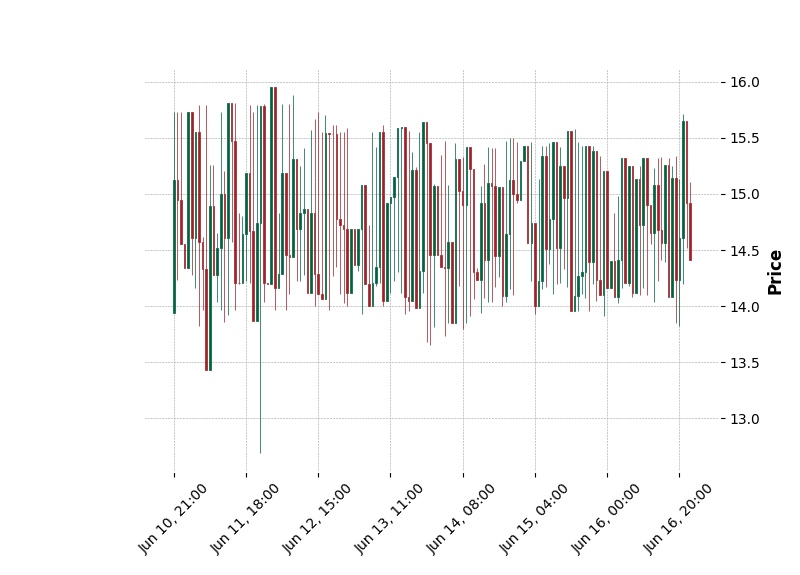 16.0
15.5
15.0
14.5
14.0
13.5
13.0
Price
Jun 10, 21:00
Jun 11, 18:00
Jun 12, 15:00
Jun 13, 11:00
Jun 14, 08:00
Jun 15, 04:00
Jun 16, 00:00
Jun 16, 20:00